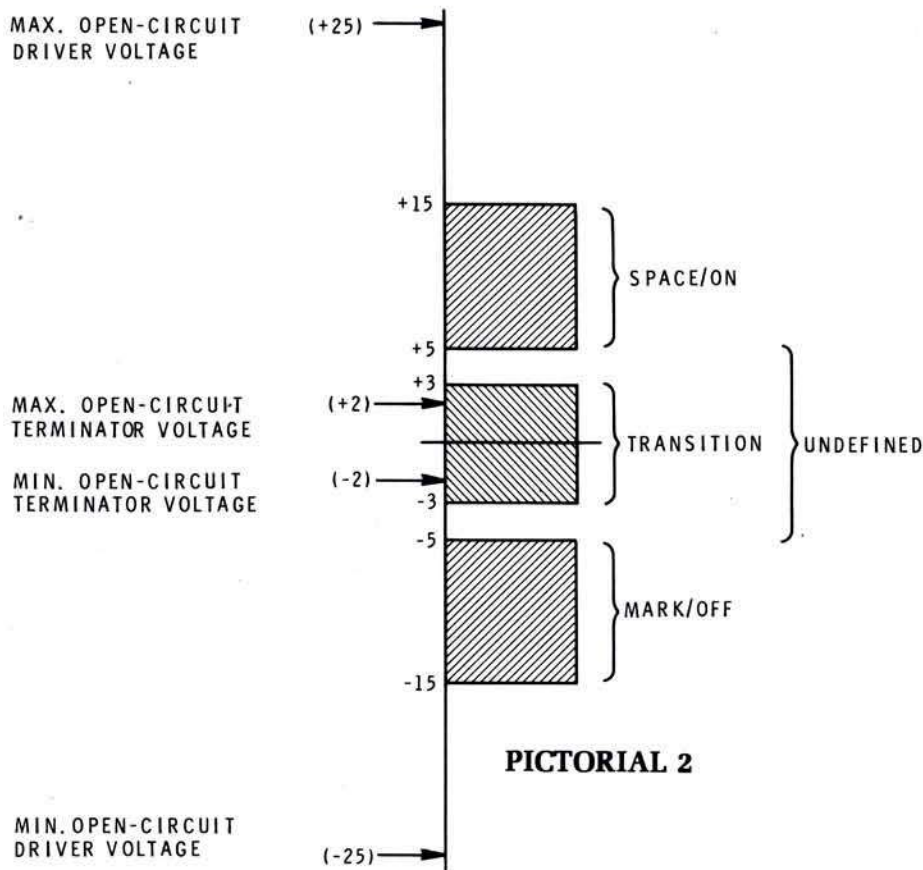 MAX. OPEN-CIRCUIT
DRIVER VOLTAGE
(+25)
+15
SPACE/ON
+5
+3
MAX. OPEN-CIRCUIT
TERMINATOR VOLTAGE
(+2)
TRANSITION
UNDEFINED
MIN. OPEN-CIRCUIT
TERMINATOR VOLTAGE
(-2)
-3
-5
MARK/OFF
-15
PICTORIAL 2
MIN. OPEN-CIRCUIT
DRIVER VOLTAGE
(-25)